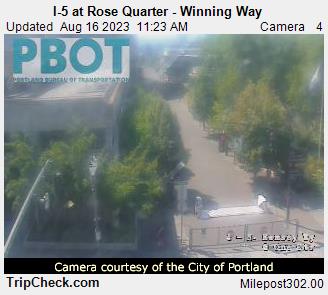 I-5 at Rose Quarter - Winning Way
Updated Aug 16 2023 11:23 AM Camera 4
PBOT
PORTLAND BUREAU OF TRANSPORTATION
Camera courtesy of the City of Portland
TripCheck.com Milepost302.00